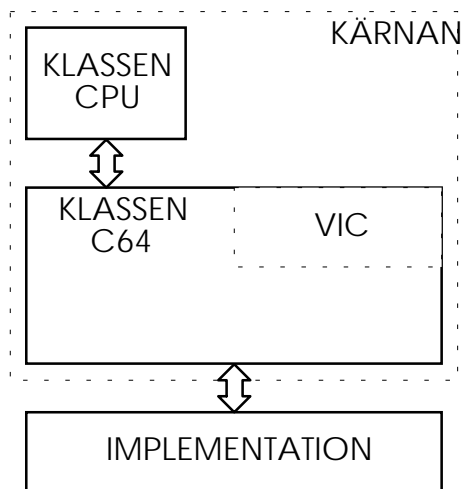 KÄRNAN
KLASSEN
CPU
KLASSEN
C64
VIC
IMPLEMENTATION